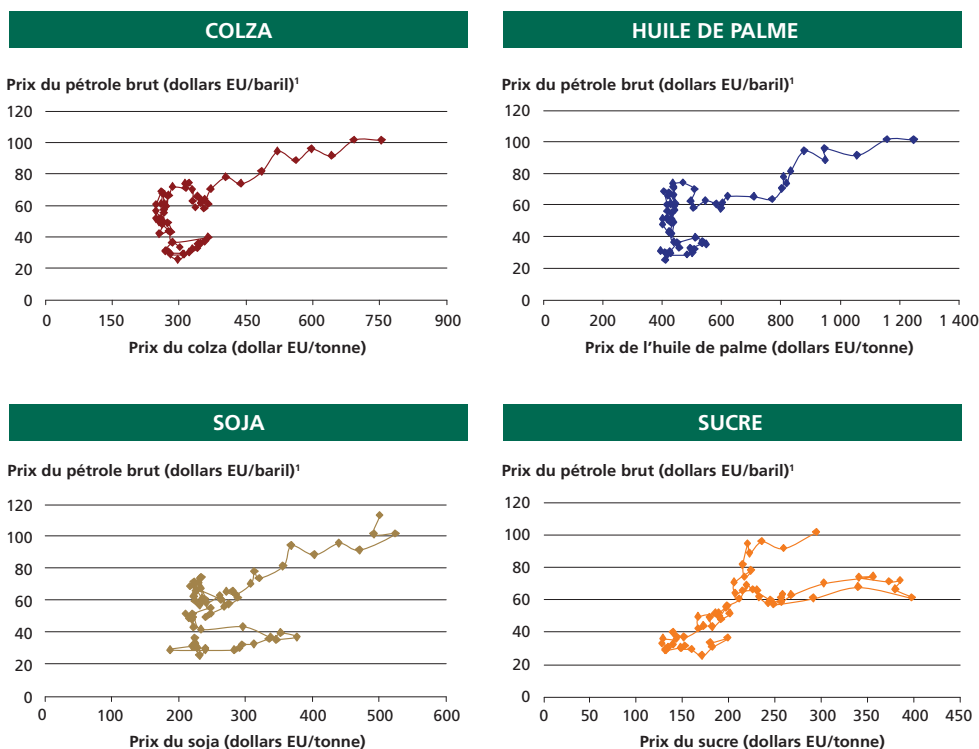 COLZA
Prix du pétrole brut (dollars EU/baril)¹
120
100
80
60
40
20
0
0 150 300 450 600 750 900
Prix du colza (dollar EU/tonne)
HUILE DE PALME
Prix du pétrole brut (dollars EU/baril)¹
120
100
80
60
40
20
0
0 200 400 600 800 1 000 1 200 1 400
Prix de l’huile de palme (dollars EU/tonne)
SOJA
Prix du pétrole brut (dollars EU/baril)¹
120
100
80
60
40
20
0
0 100 200 300 400 500 600
Prix du soja (dollars EU/tonne)
SUCRE
Prix du pétrole brut (dollars EU/baril)¹
120
100
80
60
40
20
0
0 50 100 150 200 250 300 350 400 450
Prix du sucre (dollars EU/tonne)